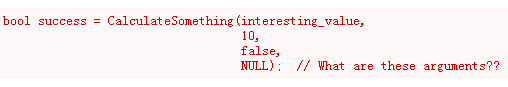 bool success = CalculateSomething(interesting_value,
                                  10,
                                  false,
                                  NULL);  // What are these arguments??